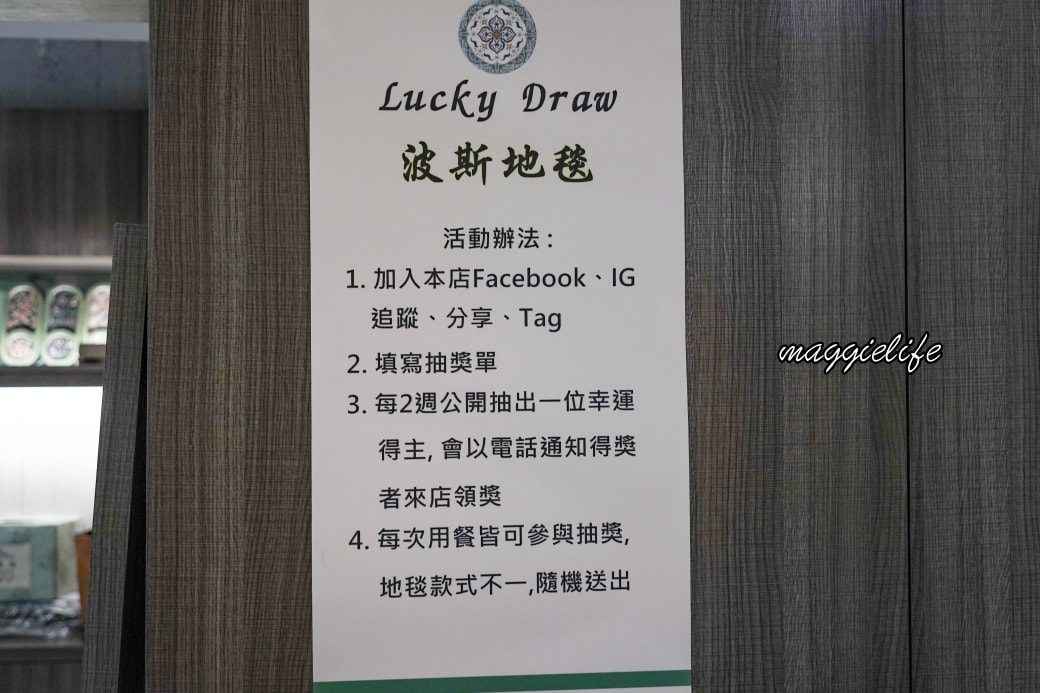 Lucky Draw
波斯地毯
活動辦法 :
1. 加入本店Facebook、IG
追蹤、分享、Tag
2. 填寫抽獎單
3. 每2週公開抽出一位幸運
得主, 會以電話通知得獎
者來店領獎
4. 每次用餐皆可參與抽獎,
地毯款式不一,隨機送出
maggielife